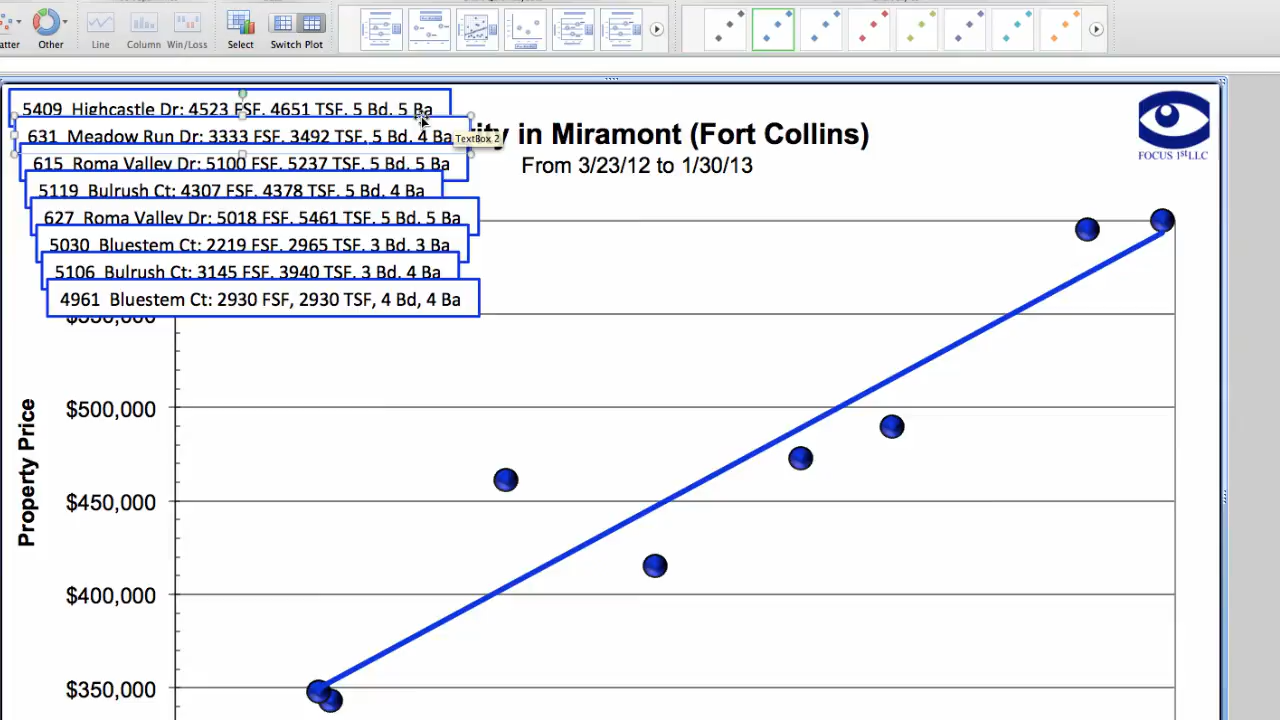 Other
Line
Column
Win/Loss
Select
Switch Plot
5409 Highcastle Dr: 4523 FSF, 4651 TSF, 5 Bd, 5 Ba
631 Meadow Run Dr: 3333 FSF, 3492 TSF, 5 Bd, 4 Ba
TextBox 2
in Miramont (Fort Collins)
FOCUS 1ˢᵗLLC
615 Roma Valley Dr: 5100 FSF, 5237 TSF, 5 Bd, 5 Ba
From 3/23/12 to 1/30/13
5119 Bulrush Ct: 4307 FSF, 4378 TSF, 5 Bd, 4 Ba
627 Roma Valley Dr: 5018 FSF, 5461 TSF, 5 Bd, 5 Ba
5030 Bluestem Ct: 2219 FSF, 2965 TSF, 3 Bd, 3 Ba
5106 Bulrush Ct: 3145 FSF, 3940 TSF, 3 Bd, 4 Ba
4961 Bluestem Ct: 2930 FSF, 2930 TSF, 4 Bd, 4 Ba
$550,000
Property Price
$500,000
$450,000
$400,000
$350,000